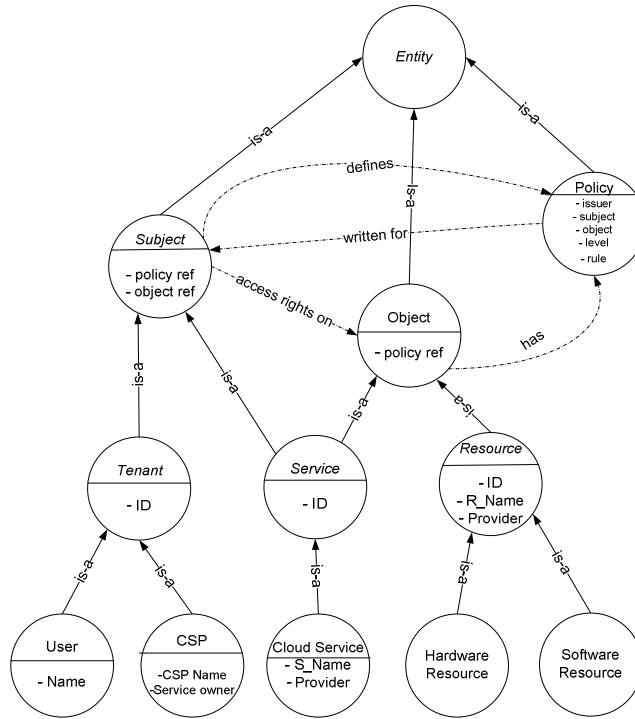 Entity
is-a
is-a
Is-a
defines
Policy
- issuer
- subject
- object
- level
- rule
Subject
- policy ref
- object ref
written for
access rights on
Object
- policy ref
has
is-a
is-a
is-a
is-a
Tenant
- ID
Service
- ID
Resource
- ID
- R_Name
- Provider
is-a
is-a
is-a
is-a
is-a
User
- Name
CSP
-CSP Name
-Service owner
Cloud Service
- S_Name
- Provider
Hardware
Resource
Software
Resource